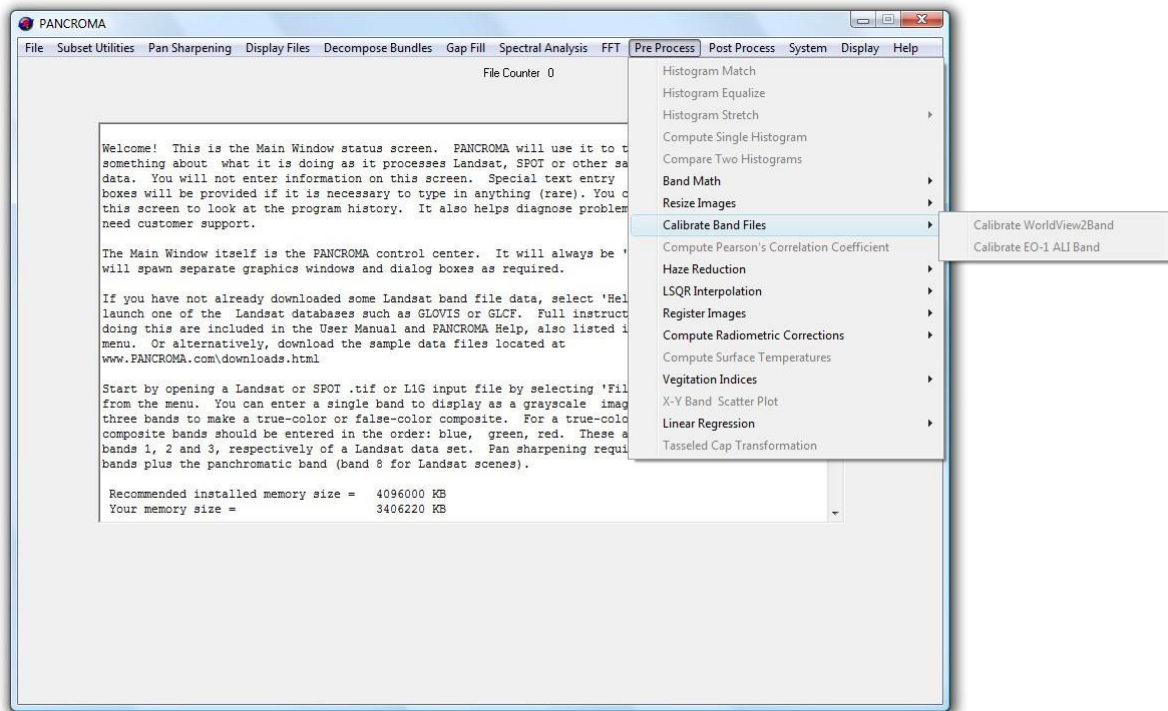 PANCROMA
File Subset Utilities Pan Sharpening Display Files Decompose Bundles Gap Fill Spectral Analysis FFT Pre Process Post Process System Display Help
File Counter 0
Welcome! This is the Main Window status screen. PANCROMA will use it to t
something about what it is doing as it processes Landsat, SPOT or other sa
data. You will not enter information on this screen. Special text entry
boxes will be provided if it is necessary to type in anything (rare). You c
this screen to look at the program history. It also helps diagnose problem
need customer support.
The Main Window itself is the PANCROMA control center. It will always be '
will spawn separate graphics windows and dialog boxes as required.
If you have not already downloaded some Landsat band file data, select 'Hel
launch one of the Landsat databases such as GLOVIS or GLCF. Full instruct
doing this are included in the User Manual and PANCROMA Help, also listed i
menu. Or alternatively, download the sample data files located at
www.PANCROMA.com\downloads.html
Start by opening a Landsat or SPOT .tif or L1G input file by selecting 'Fil
from the menu. You can enter a single band to display as a grayscale imag
three bands to make a true-color or false-color composite. For a true-colo
composite bands should be entered in the order: blue, green, red. These a
bands 1, 2 and 3, respectively of a Landsat data set. Pan sharpening requi
bands plus the panchromatic band (band 8 for Landsat scenes).
Recommended installed memory size = 4096000 KB
Your memory size = 3406220 KB
Histogram Match
Histogram Equalize
Histogram Stretch
Compute Single Histogram
Compare Two Histograms
Band Math
Resize Images
Calibrate Band Files
Compute Pearson's Correlation Coefficient
Haze Reduction
LSQR Interpolation
Register Images
Compute Radiometric Corrections
Compute Surface Temperatures
Vegitation Indices
X-Y Band Scatter Plot
Linear Regression
Tasseled Cap Transformation
Calibrate WorldView2Band
Calibrate EO-1 ALI Band